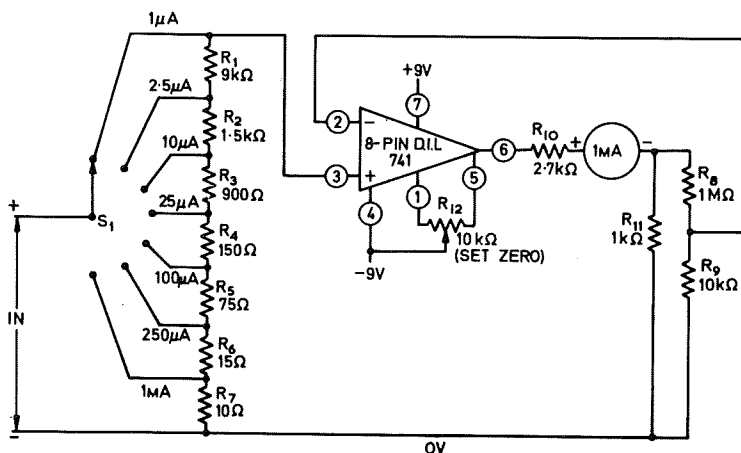 1µA
2·5µA
10µA
25µA
100µA
250µA
1MA
+
S1
IN
-
R1
9kΩ
R2
1·5kΩ
R3
900Ω
R4
150Ω
R5
75Ω
R6
15Ω
R7
10Ω
+9V
7
2
-
8-PIN D.I.L
741
3
+
6
4
1
5
R12
10kΩ
(SET ZERO)
-9V
R10
2·7kΩ
+
1MA
-
R11
1kΩ
R8
1MΩ
R9
10kΩ
0V